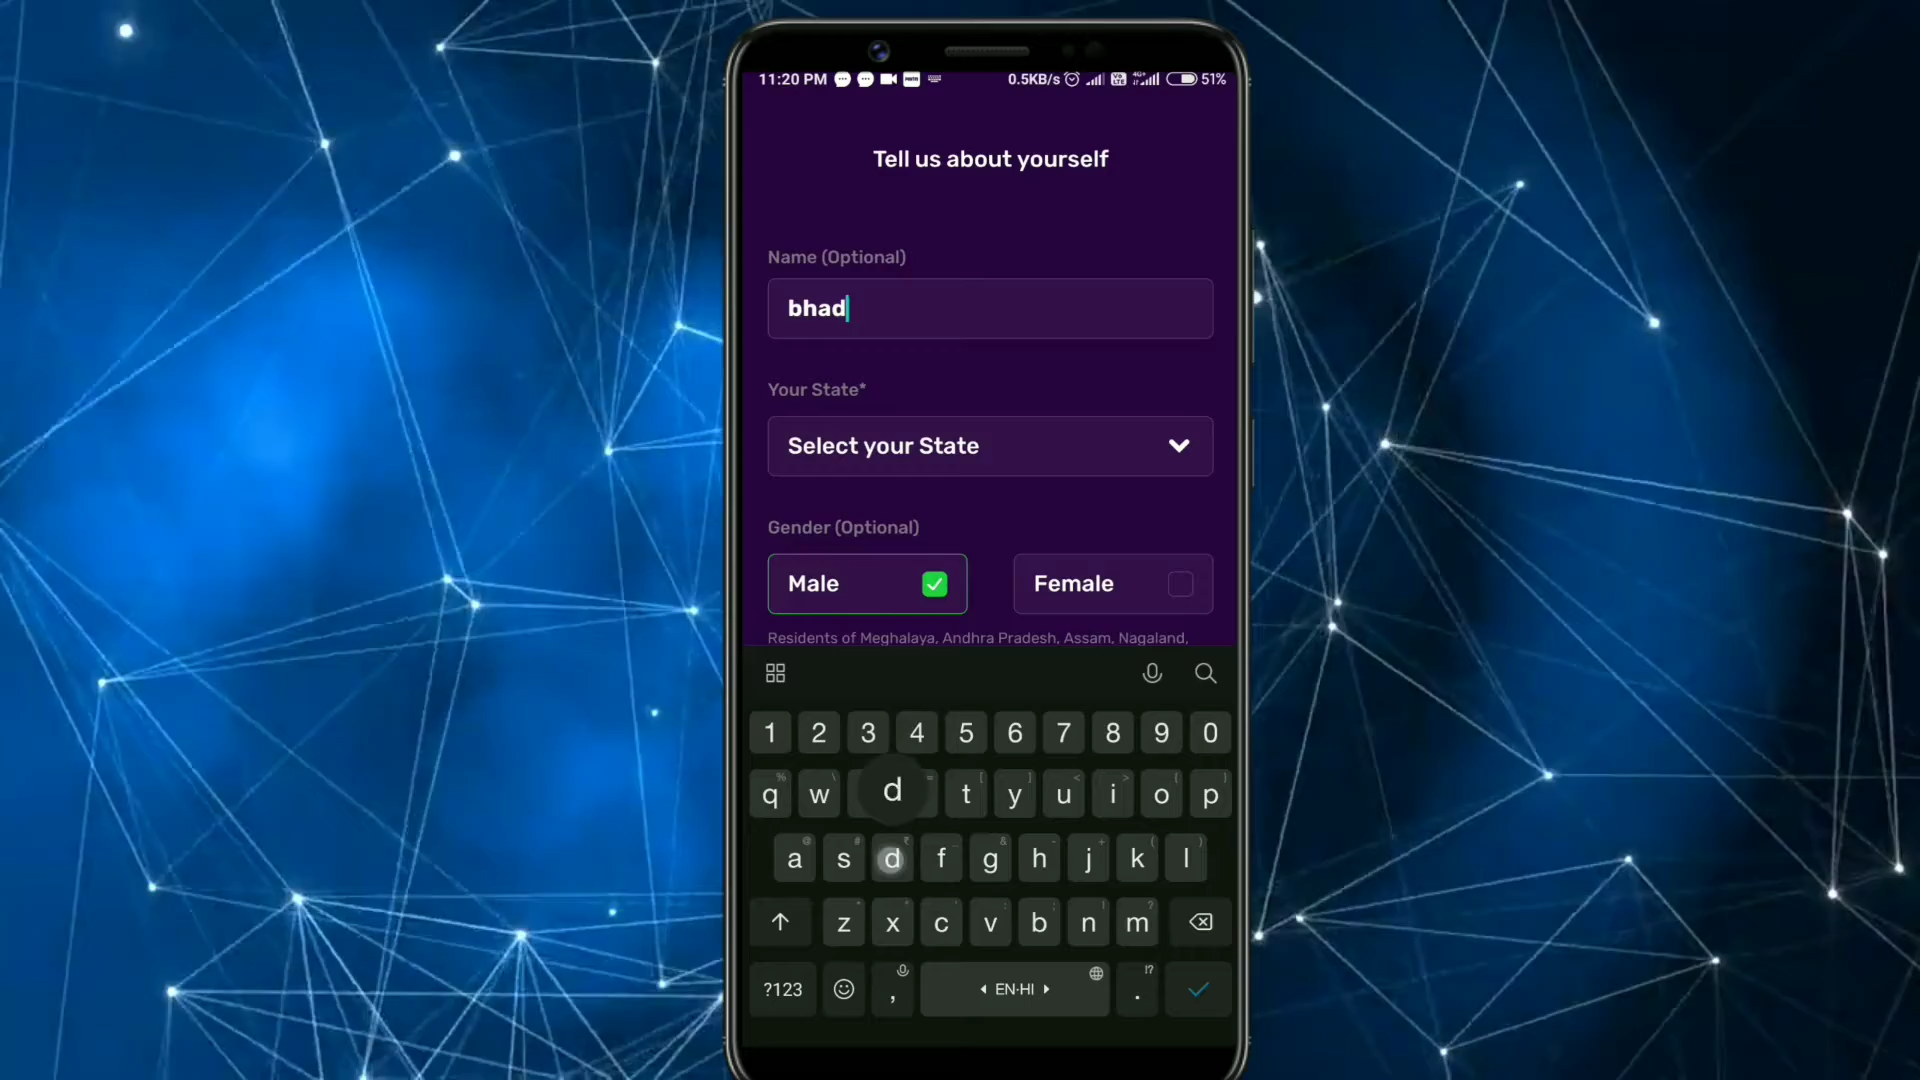 11:20 PM 0.5KB/s 51%
Tell us about yourself
Name (Optional)
bhad
Your State*
Select your State
Gender (Optional)
Male Female
Residents of Meghalaya, Andhra Pradesh, Assam, Nagaland,
1 2 3 4 5 6 7 8 9 0
q w d t y u i o p
a s d f g h j k l
z x c v b n m
?123 , EN·HI .